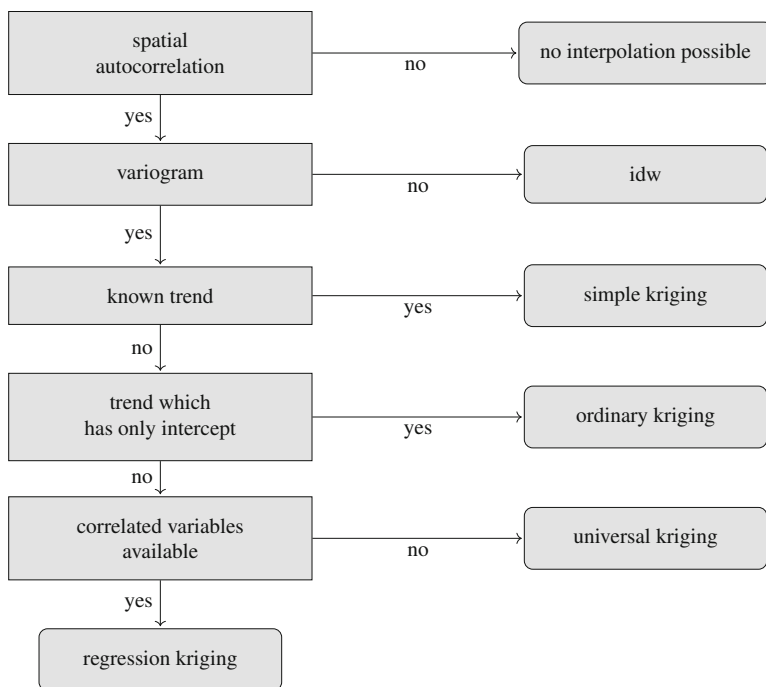 spatial
autocorrelation
no
no interpolation possible
yes
variogram
no
idw
yes
known trend
yes
simple kriging
no
trend which
has only intercept
yes
ordinary kriging
no
correlated variables
available
no
universal kriging
yes
regression kriging